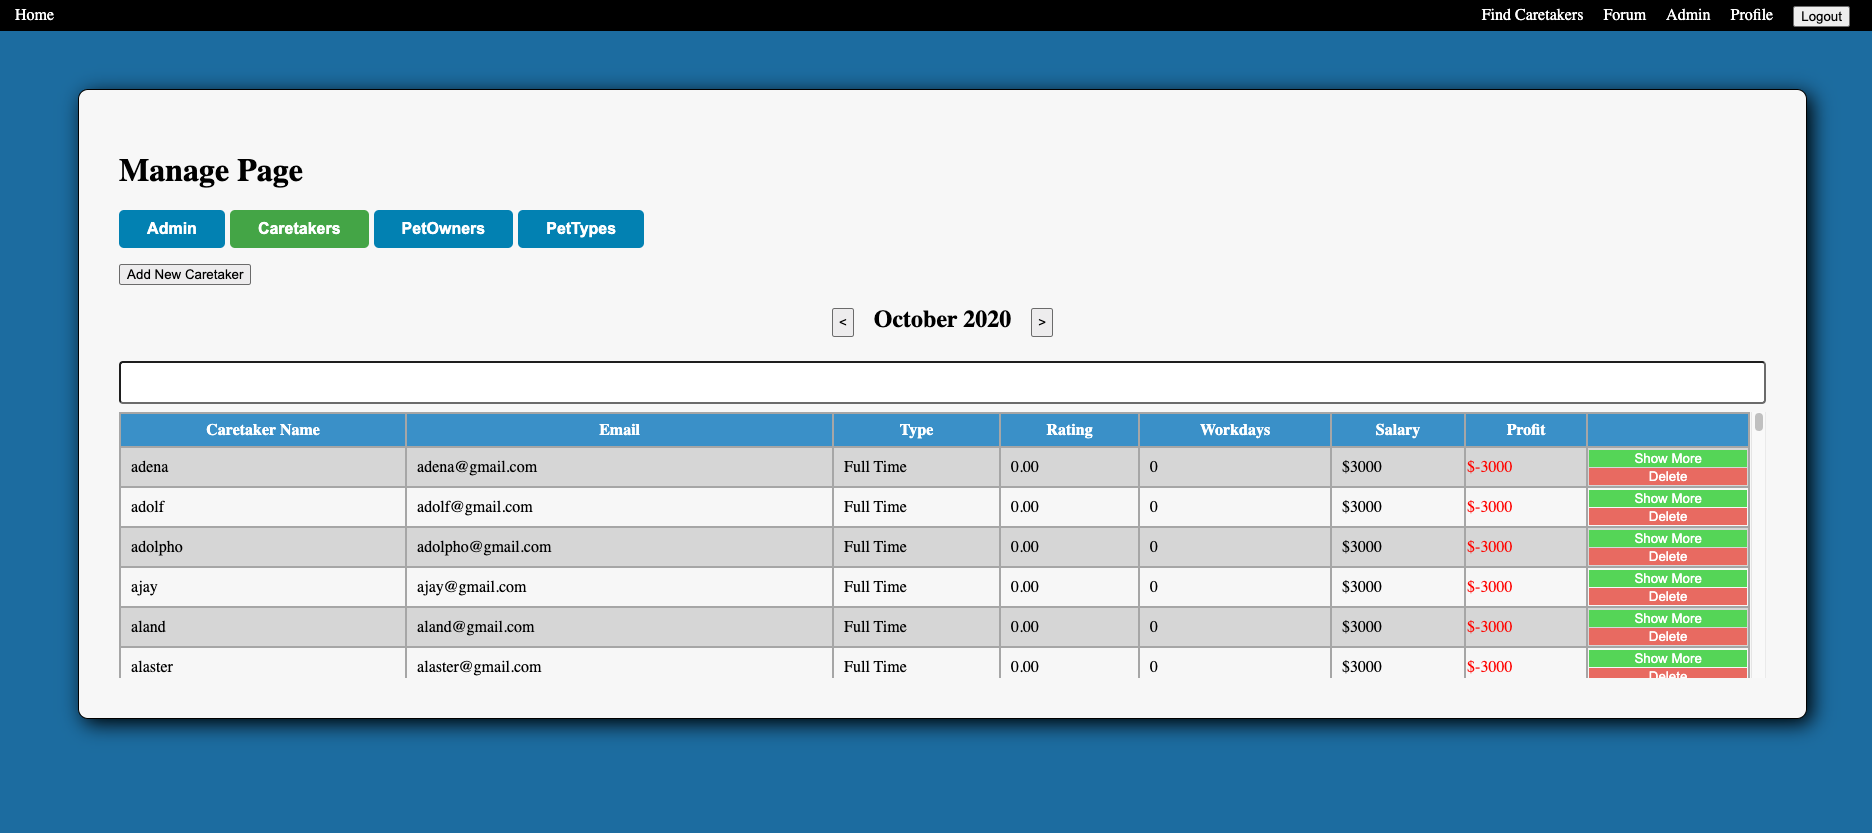 Home Find Caretakers Forum Admin Profile Logout
Manage Page
Admin Caretakers PetOwners PetTypes
Add New Caretaker
< October 2020 >
Caretaker Name Email Type Rating Workdays Salary Profit
adena adena@gmail.com Full Time 0.00 0 $3000 $-3000 Show More
Delete
adolf adolf@gmail.com Full Time 0.00 0 $3000 $-3000 Show More
Delete
adolpho adolpho@gmail.com Full Time 0.00 0 $3000 $-3000 Show More
Delete
ajay ajay@gmail.com Full Time 0.00 0 $3000 $-3000 Show More
Delete
aland aland@gmail.com Full Time 0.00 0 $3000 $-3000 Show More
Delete
alaster alaster@gmail.com Full Time 0.00 0 $3000 $-3000 Show More
Delete